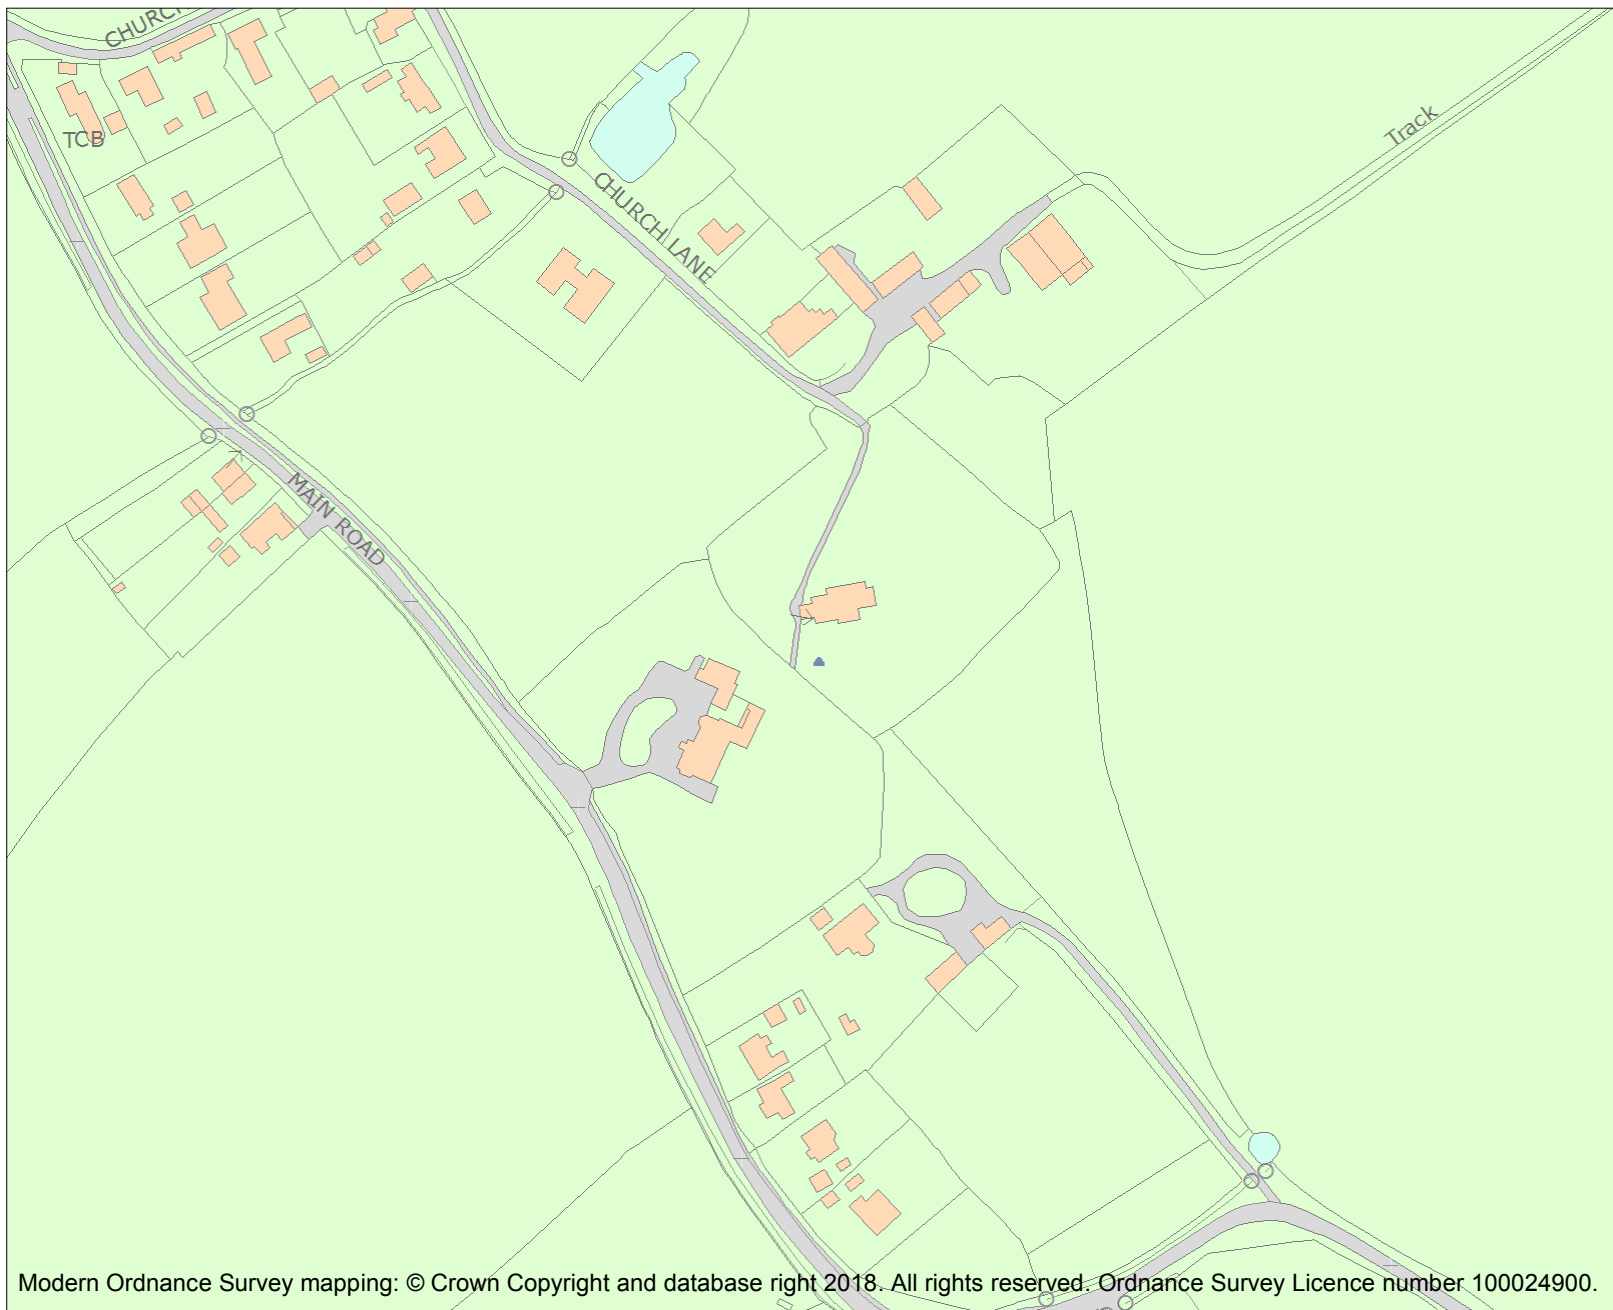 CHURCH
TCB
Track
CHURCH LANE
MAIN ROAD
Modern Ordnance Survey mapping: © Crown Copyright and database right 2018. All rights reserved. Ordnance Survey Licence number 100024900.